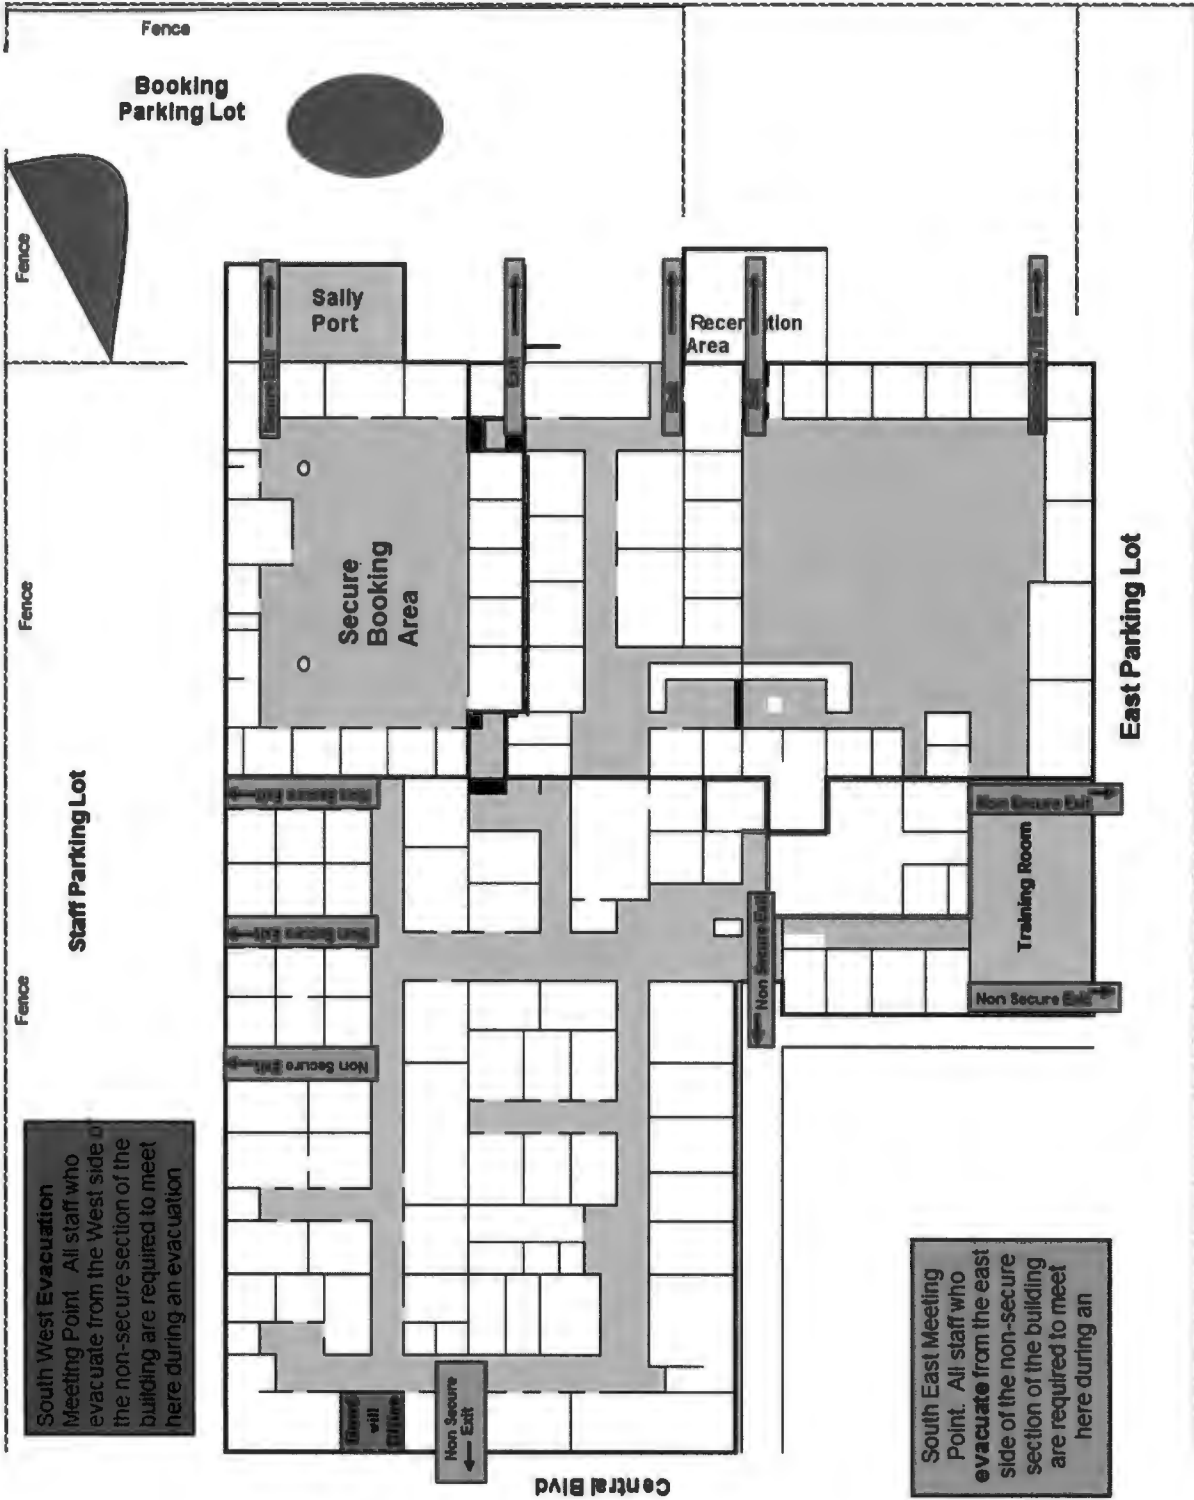 Fence
Booking
Parking Lot
Fence
Sally
Port
Exit
Recer tion
Area
Secure
Booking
Area
Fence
East Parking Lot
Staff Parking Lot
Non Secure Exit
Non Secure Exit
Training Room
Non Secure Exit
Non Secure Exit
Non Secure
Exit
Non Secure
Fence
South West Evacuation
Meeting Point All staff who
evacuate from the West side o
the non-secure section of the
building are required to meet
here during an evacuation
South East Meeting
Point. All staff who
evacuate from the east
side of the non-secure
section of the building
are required to meet
here during an
Non Secure
Exit
Central Blvd